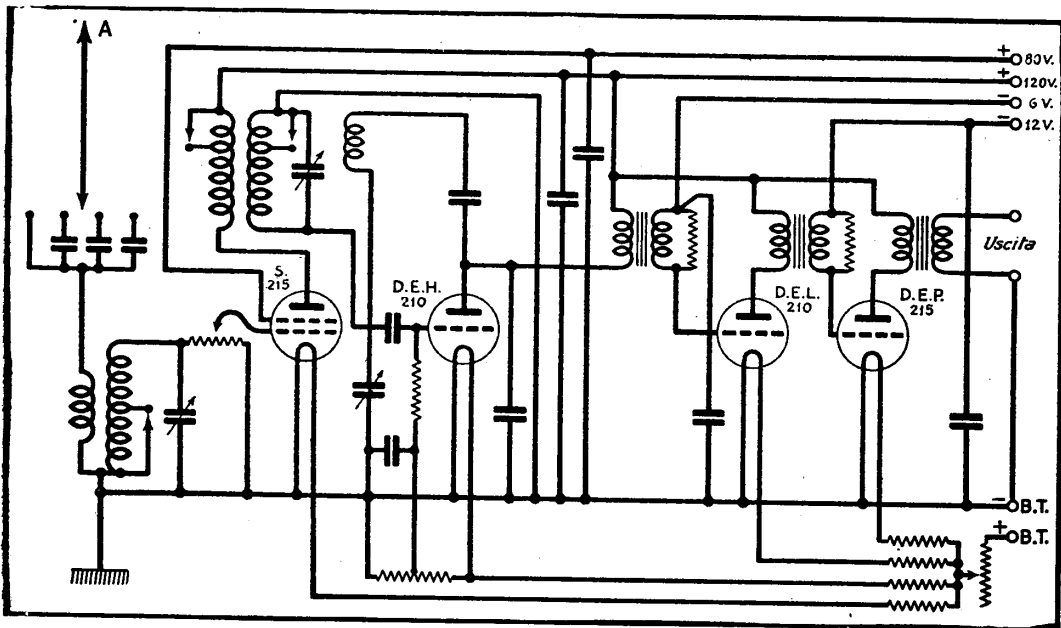 A
+ 80V.
+ 120V.
- 6V.
- 12V.
S.
215
D.E.H.
210
D.E.L.
210
D.E.P.
215
Uscita
- B.T.
+ B.T.